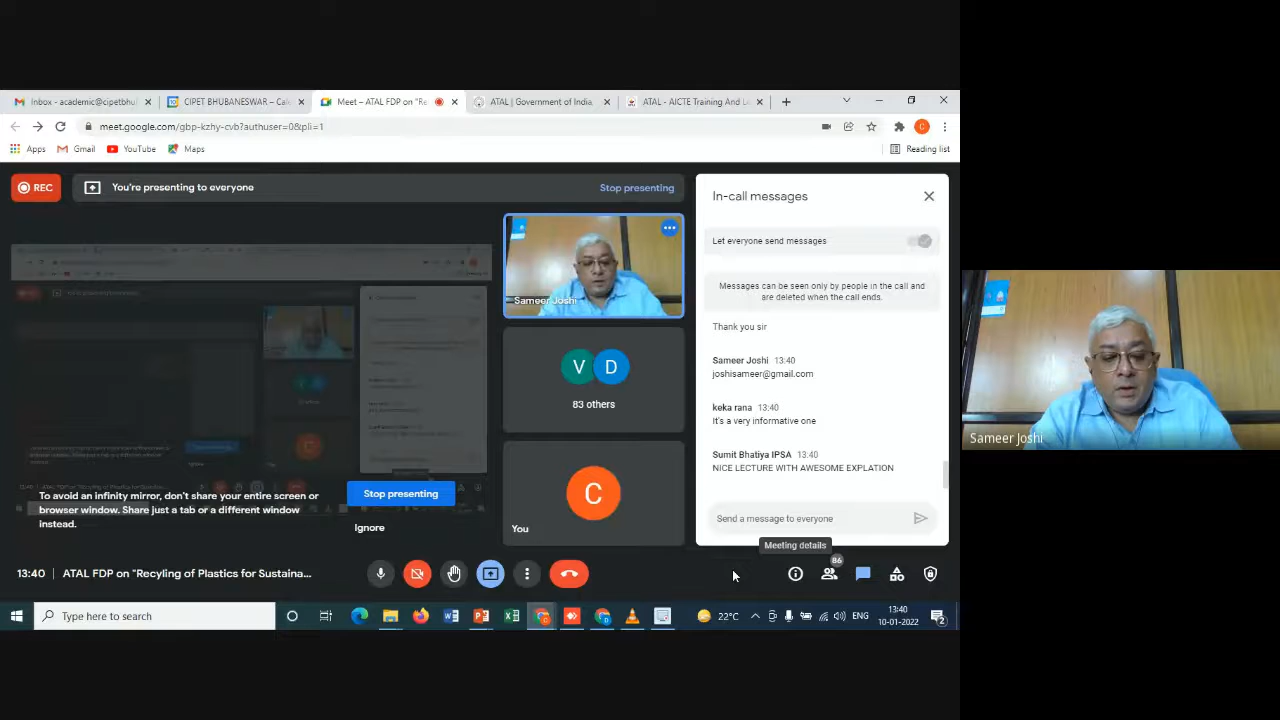 Inbox - academic@cipetbhu
CIPET BHUBANESWAR – Cale
Meet – ATAL FDP on "Re
ATAL | Government of India,
ATAL - AICTE Training And Le
meet.google.com/gbp-kzhy-cvb?authuser=0&pli=1
Apps
Gmail
YouTube
Maps
Reading list
REC
You're presenting to everyone
Stop presenting
Sameer Joshi
V
D
83 others
C
You
To avoid an infinity mirror, don't share your entire screen or
browser window. Share just a tab or a different window
instead.
Stop presenting
Ignore
In-call messages
Let everyone send messages
Messages can be seen only by people in the call and
are deleted when the call ends.
Thank you sir
Sameer Joshi 13:40
joshisameer@gmail.com
keka rana 13:40
It's a very informative one
Sumit Bhatiya IPSA 13:40
NICE LECTURE WITH AWESOME EXPLATION
Send a message to everyone
Meeting details
86
13:40
ATAL FDP on "Recyling of Plastics for Sustaina...
Type here to search
22°C
ENG
13:40
10-01-2022
2
Sameer Joshi